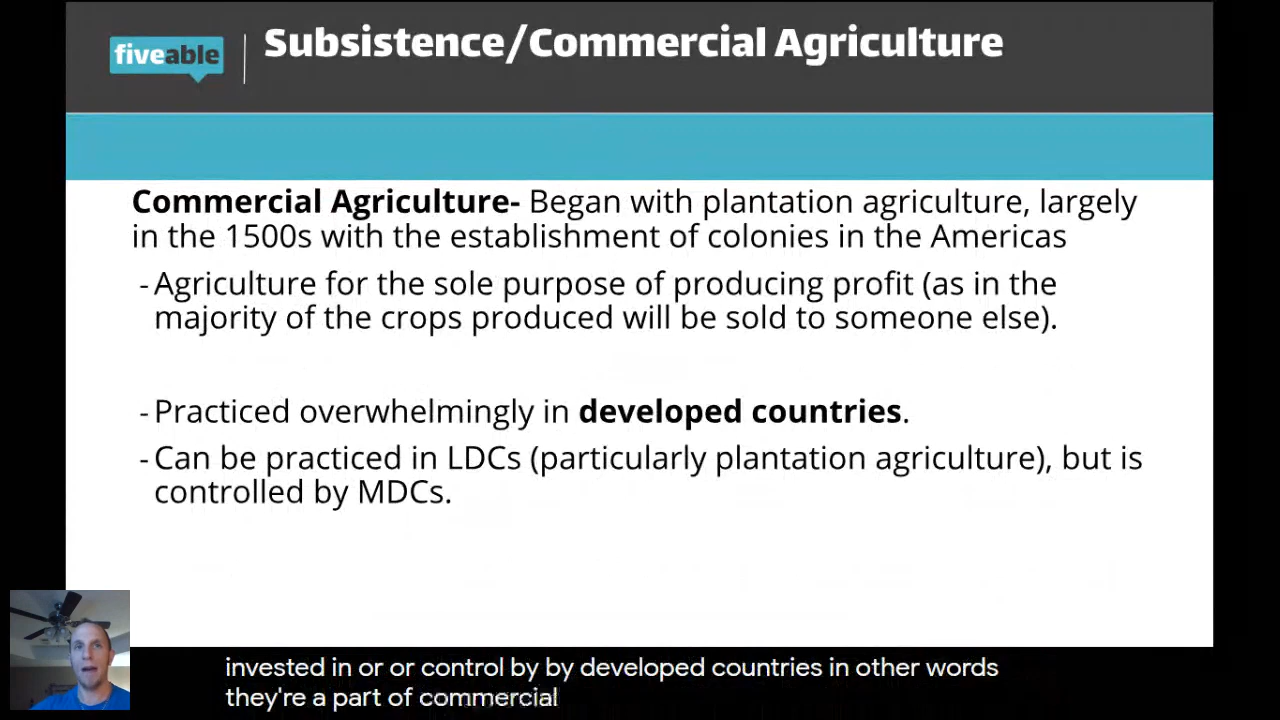 fiveable
Subsistence/Commercial Agriculture
Commercial Agriculture- Began with plantation agriculture, largely
in the 1500s with the establishment of colonies in the Americas
- Agriculture for the sole purpose of producing profit (as in the
majority of the crops produced will be sold to someone else).
- Practiced overwhelmingly in developed countries.
- Can be practiced in LDCs (particularly plantation agriculture), but is
controlled by MDCs.
invested in or or control by by developed countries in other words
they're a part of commercial